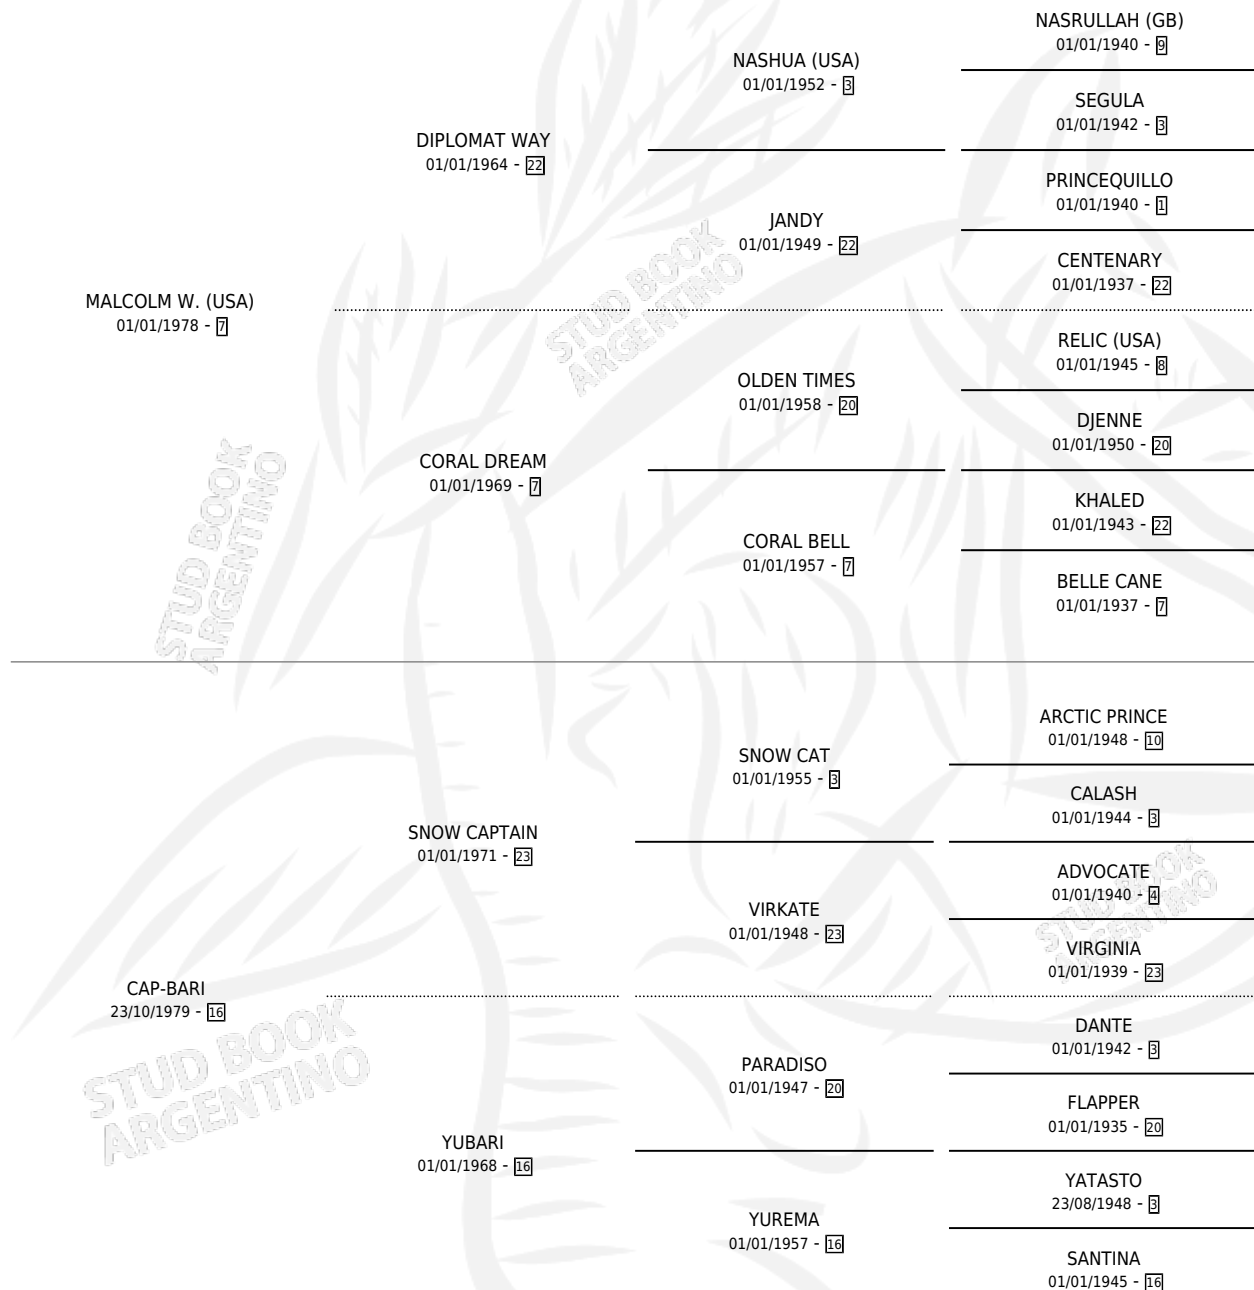 MALCOLM W. (USA)
01/01/1978 - 7
DIPLOMAT WAY
01/01/1964 - 22
NASHUA (USA)
01/01/1952 - 3
NASRULLAH (GB)
01/01/1940 - 9
SEGULA
01/01/1942 - 3
JANDY
01/01/1949 - 22
PRINCEQUILLO
01/01/1940 - 1
CENTENARY
01/01/1937 - 22
CORAL DREAM
01/01/1969 - 7
OLDEN TIMES
01/01/1958 - 20
RELIC (USA)
01/01/1945 - 8
DJENNE
01/01/1950 - 20
CORAL BELL
01/01/1957 - 7
KHALED
01/01/1943 - 22
BELLE CANE
01/01/1937 - 7
CAP-BARI
23/10/1979 - 16
SNOW CAPTAIN
01/01/1971 - 23
SNOW CAT
01/01/1955 - 3
ARCTIC PRINCE
01/01/1948 - 10
CALASH
01/01/1944 - 3
VIRKATE
01/01/1948 - 23
ADVOCATE
01/01/1940 - 4
VIRGINIA
01/01/1939 - 23
YUBARI
01/01/1968 - 16
PARADISO
01/01/1947 - 20
DANTE
01/01/1942 - 3
FLAPPER
01/01/1935 - 20
YUREMA
01/01/1957 - 16
YATASTO
23/08/1948 - 3
SANTINA
01/01/1945 - 16
STUD BOOK
ARGENTINO
STUD BOOK
ARGENTINO
STUD BOOK
ARGENTINO
STUD BOOK
ARGENTINO